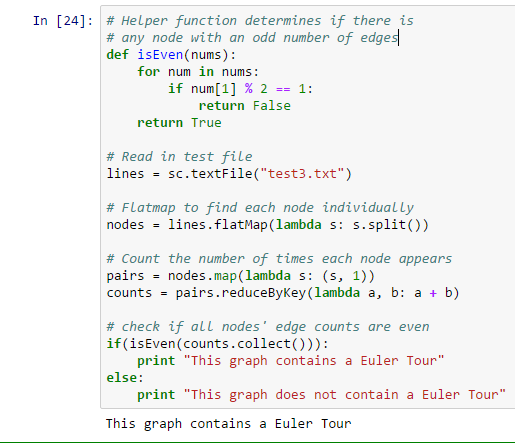 In [24]: # Helper function determines if there is
# any node with an odd number of edges
def isEven(nums):
    for num in nums:
        if num[1] % 2 == 1:
            return False
    return True

# Read in test file
lines = sc.textFile("test3.txt")

# Flatmap to find each node individually
nodes = lines.flatMap(lambda s: s.split())

# Count the number of times each node appears
pairs = nodes.map(lambda s: (s, 1))
counts = pairs.reduceByKey(lambda a, b: a + b)

# check if all nodes' edge counts are even
if(isEven(counts.collect())):
    print "This graph contains a Euler Tour"
else:
    print "This graph does not contain a Euler Tour"
This graph contains a Euler Tour